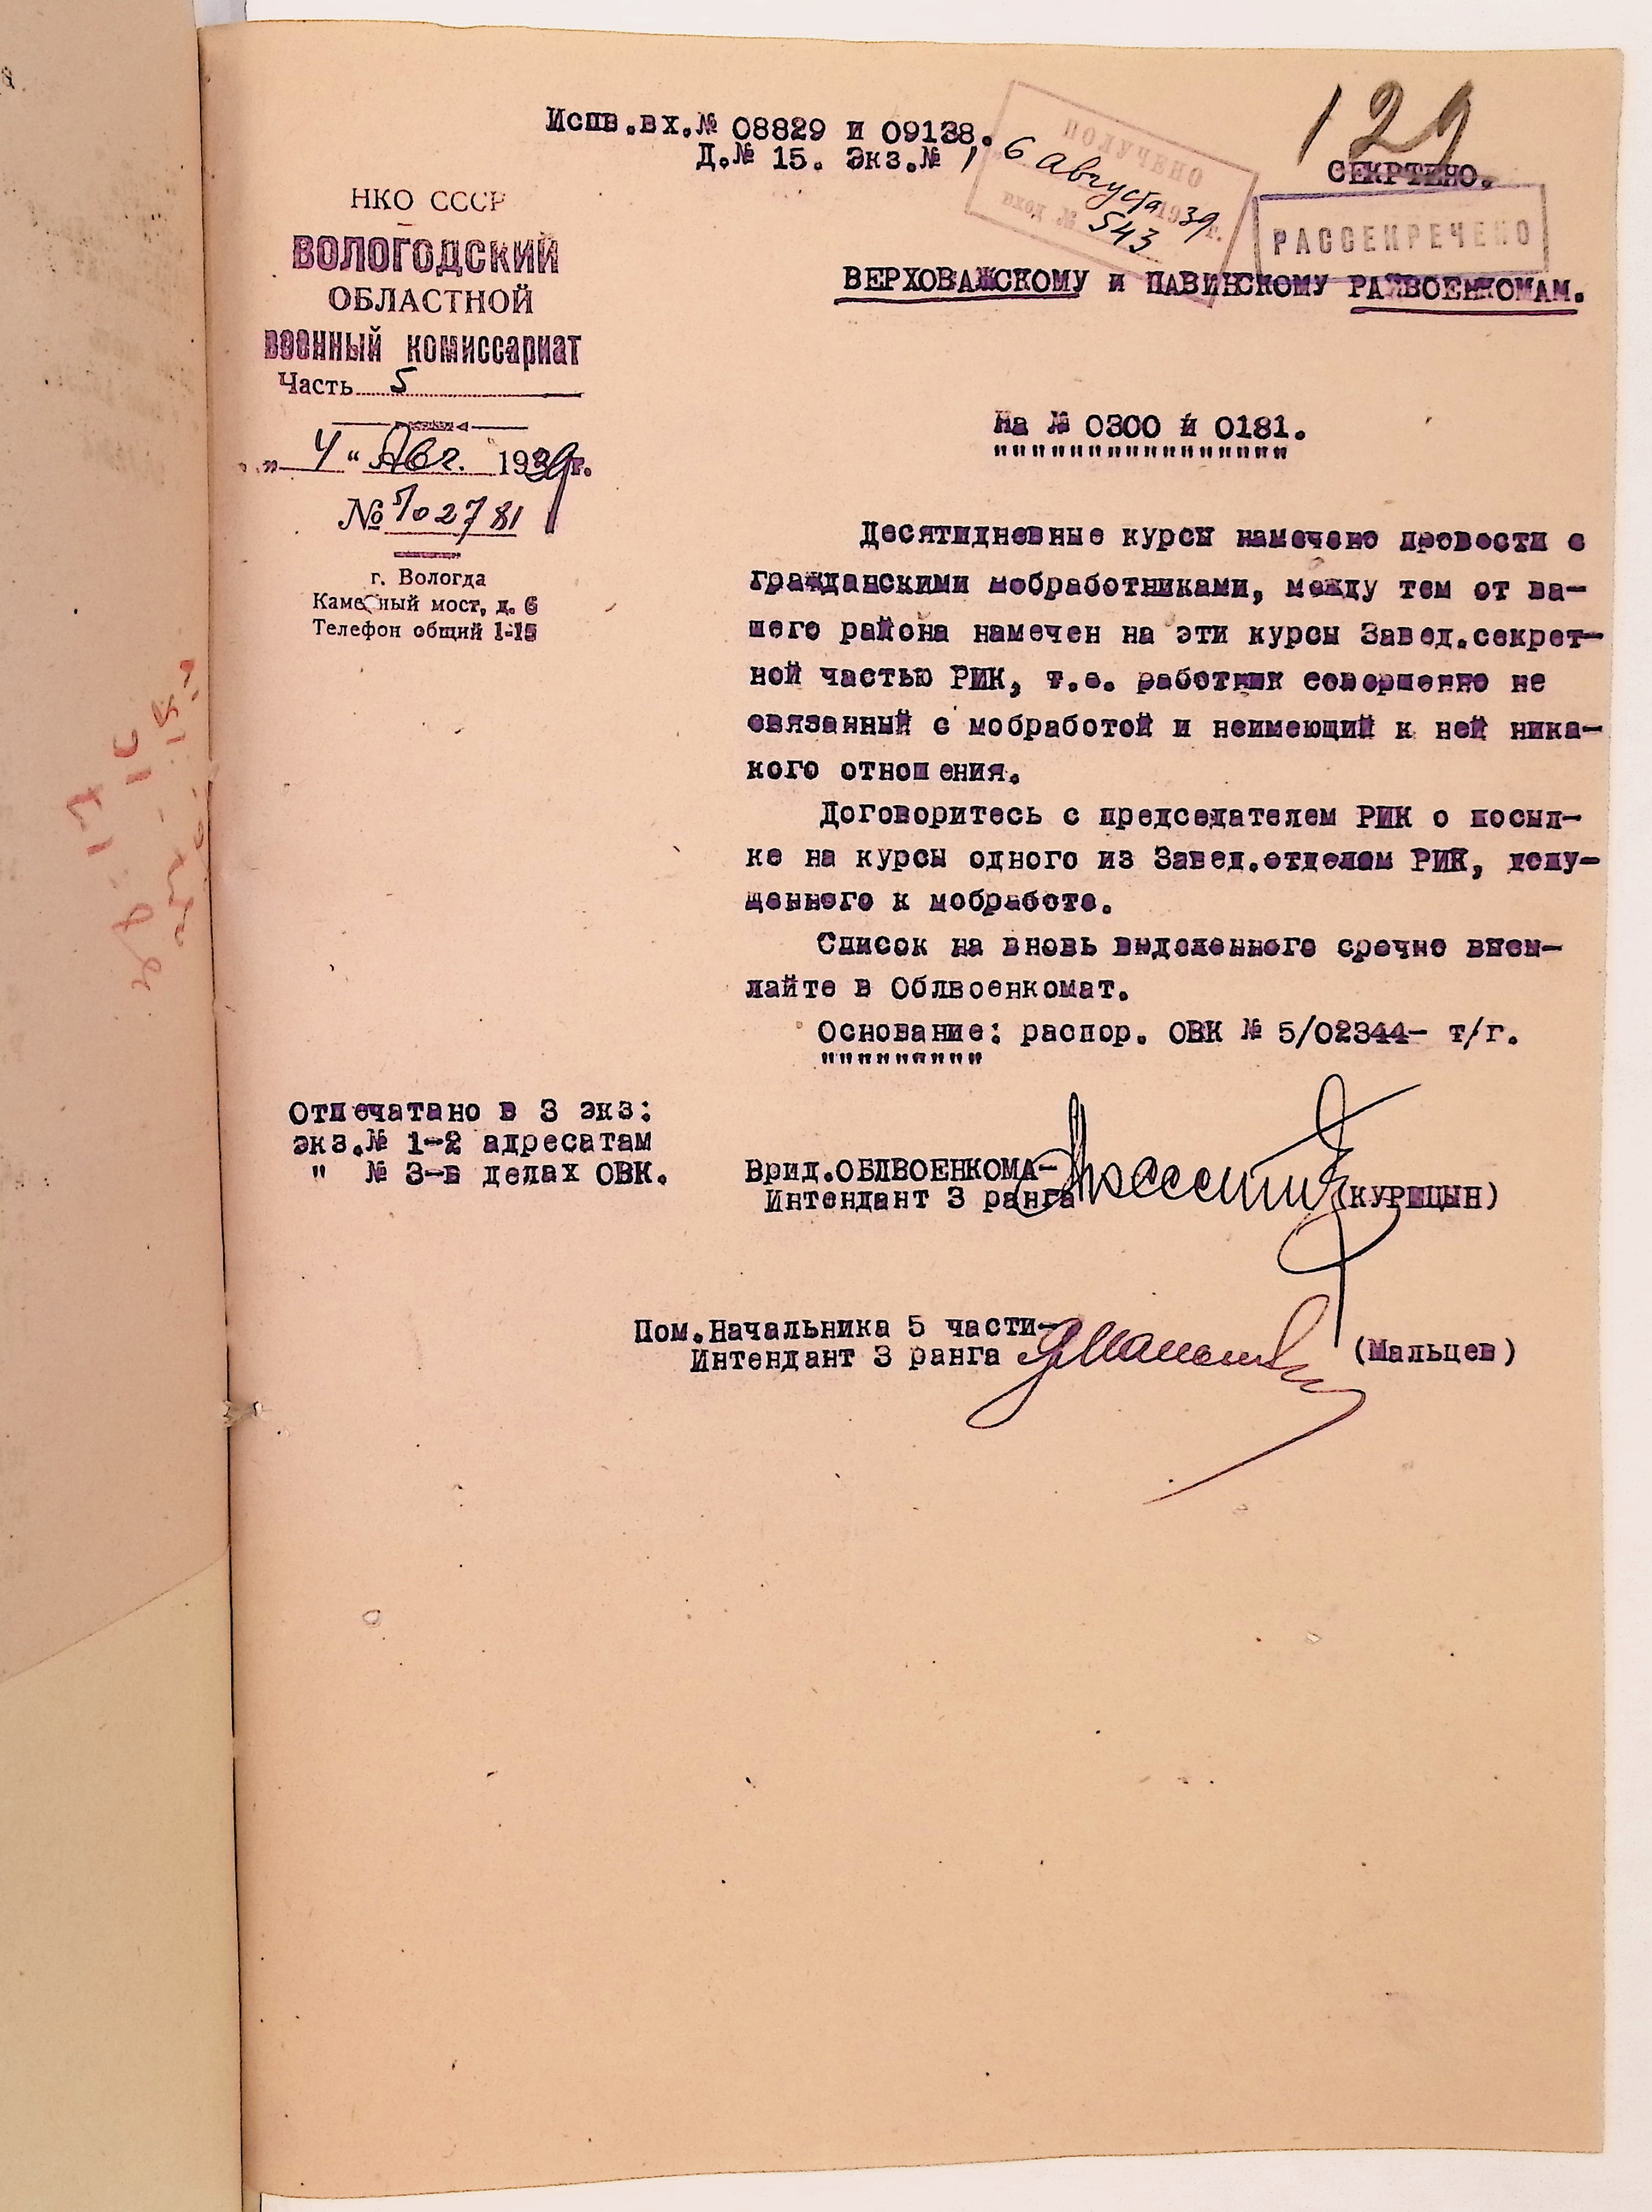 Испв.вх.№ 08829 и 09138.
Д.№ 15. Экз.№ 1
129
СЕКРТИНО.
ПОЛУЧЕНО
6 августа 39
543
РАССЕКРЕЧЕНО
НКО СССР
ВОЛОГОДСКИЙ
ОБЛАСТНОЙ
военный комиссариат
Часть 5
„4“ Авг. 1939г.
№ 5/02781
г. Вологда
Каменный мост, д. 6
Телефон общий 1-15
ВЕРХОВАЖСКОМУ и ПАВИНСКОМУ РАЙВОЕНКОМАМ.
На № 0300 и 0181.
"""""""""""""""""
Десятидневные курсы намечено провести с
гражданскими мобработниками, между тем от ва-
шего района намечен на эти курсы Завед.секрет-
ной частью РИК, т.е. работник совершенно не
связанный с мобработой и неимеющий к ней ника-
кого отношения.
Договоритесь с председателем РИК о посыл-
ке на курсы одного из Завед.отделом РИК, допу-
щенного к мобработе.
Список на вновь выделенного срочно высы-
лайте в Облвоенкомат.
Основание: распор. ОВК № 5/02344- т/г.
""""""""""
Отпечатано в 3 экз:
экз.№ 1-2 адресатам
" № 3-в делах ОВК.
Врид.ОБЛВОЕНКОМА-
Интендант 3 ранга (КУРИЦЫН)
Пом.Начальника 5 части-
Интендант 3 ранга (Мальцев)